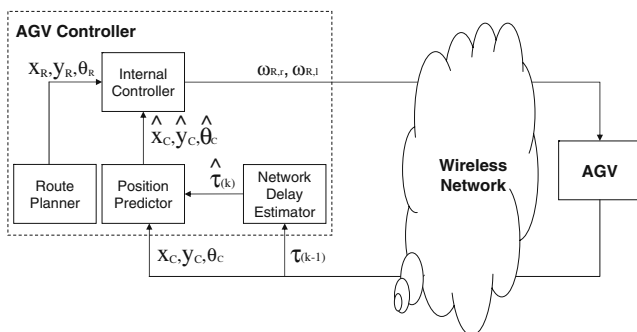 AGV Controller
x_R,y_R,θ_R
Internal
Controller
ω_R,r, ω_R,l
x̂_C,ŷ_C,θ̂_C
Route
Planner
Position
Predictor
τ̂_(k)
Network
Delay
Estimator
Wireless
Network
AGV
x_C,y_C,θ_C
τ_(k-1)